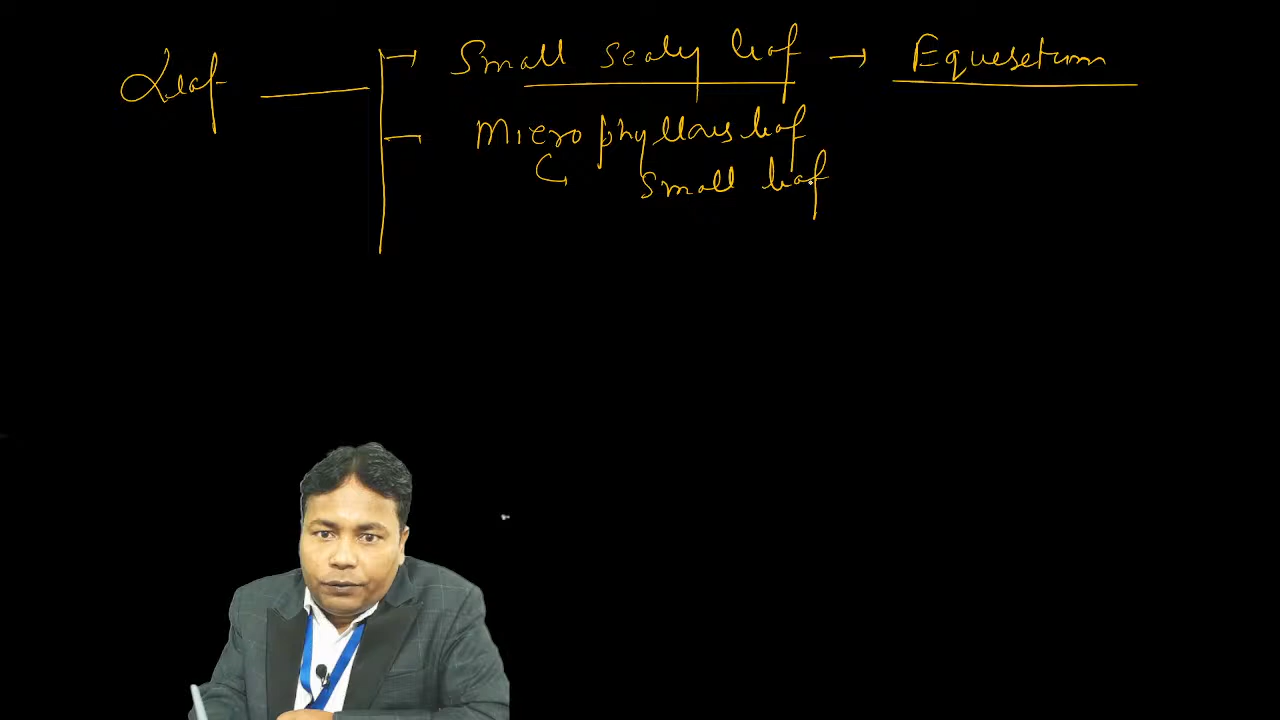 Leaf
Small scaly leaf → Equesetum
Microphyllous leaf
Small leaf